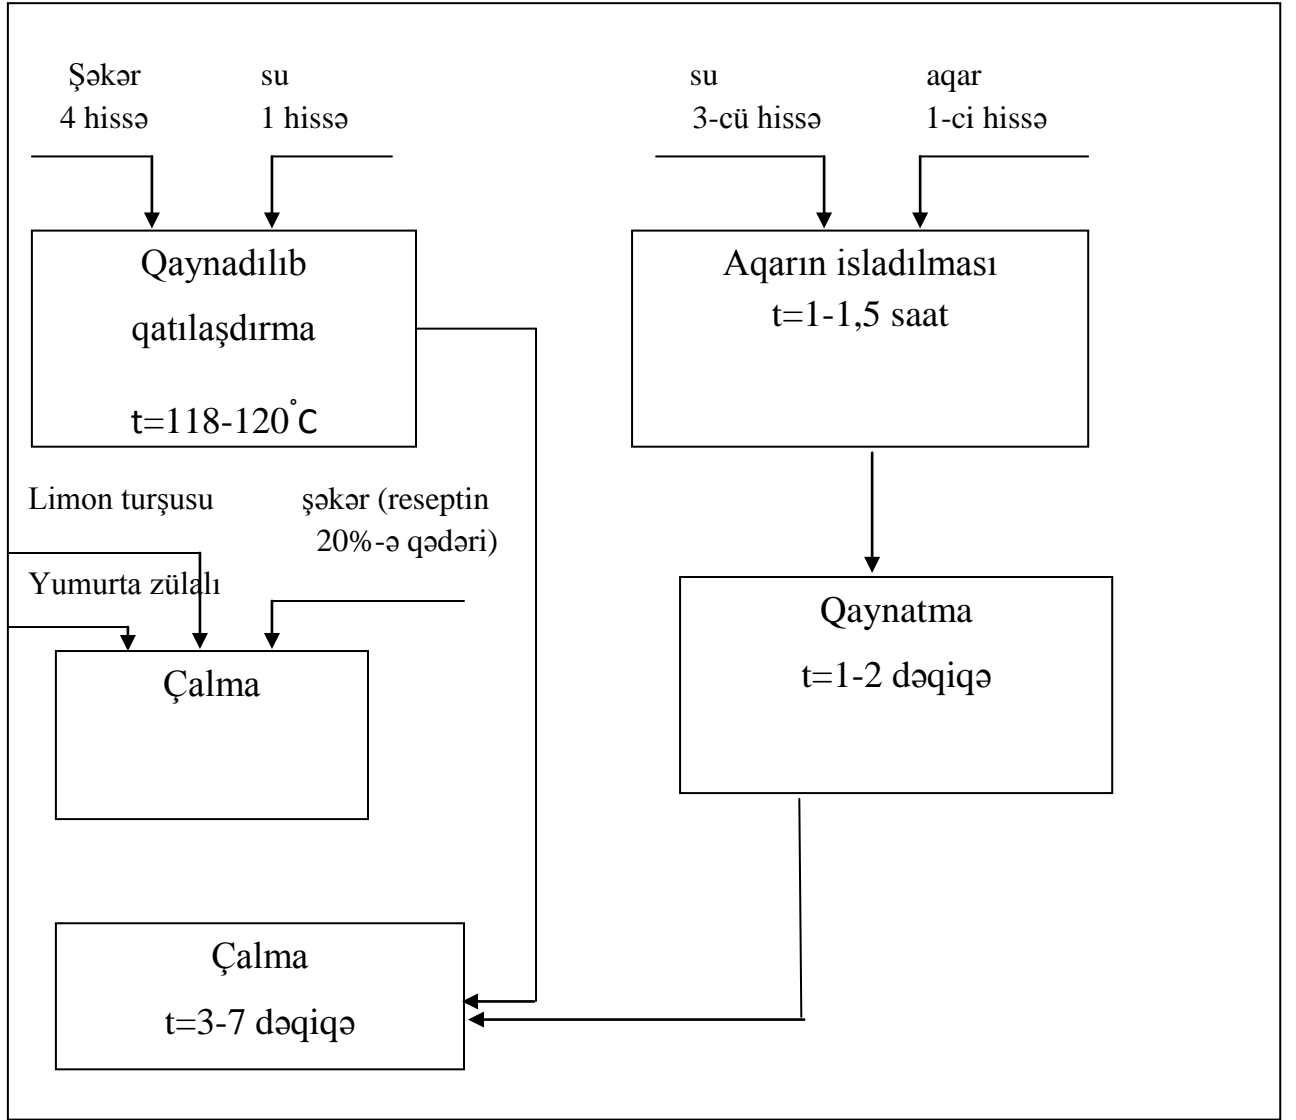 Şəkər su su aqar
4 hissə 1 hissə 3-cü hissə 1-ci hissə
Qaynadılıb
qatılaşdırma
t=118-120°C
Aqarın isladılması
t=1-1,5 saat
Limon turşusu şəkər (reseptin
20%-ə qədəri)
Yumurta zülalı
Qaynatma
t=1-2 dəqiqə
Çalma
Çalma
t=3-7 dəqiqə